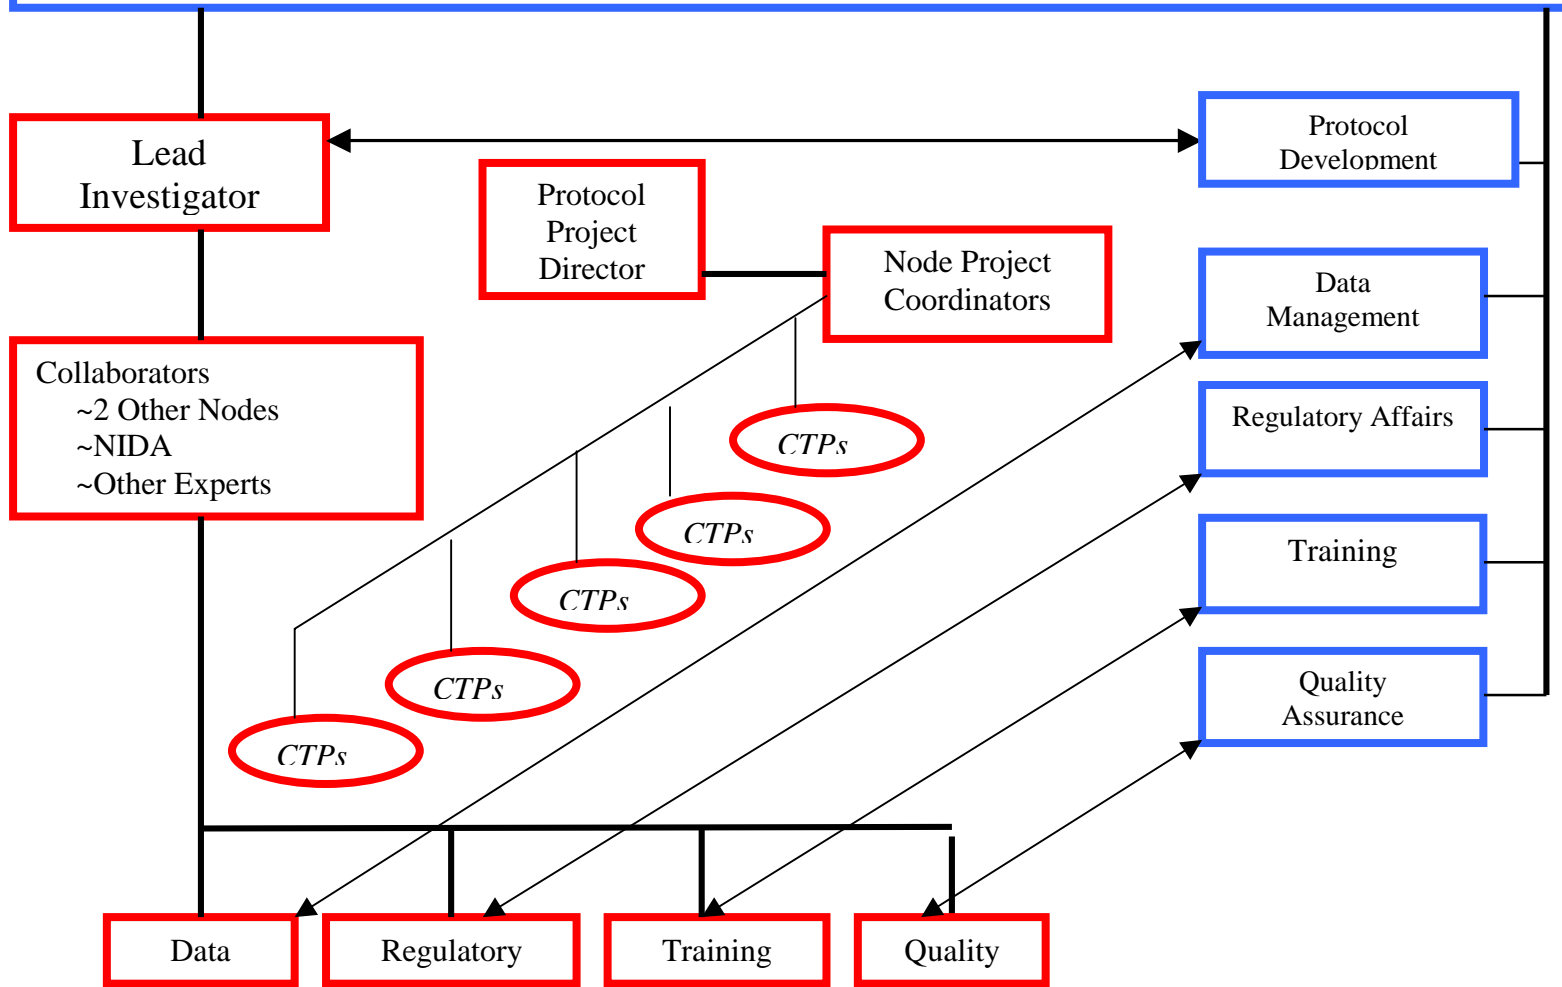 Lead
Investigator
Protocol
Development
Protocol
Project
Director
Node Project
Coordinators
Data
Management
Collaborators
~2 Other Nodes
~NIDA
~Other Experts
Regulatory Affairs
CTPs
CTPs
Training
CTPs
CTPs
Quality
Assurance
CTPs
Data
Regulatory
Training
Quality